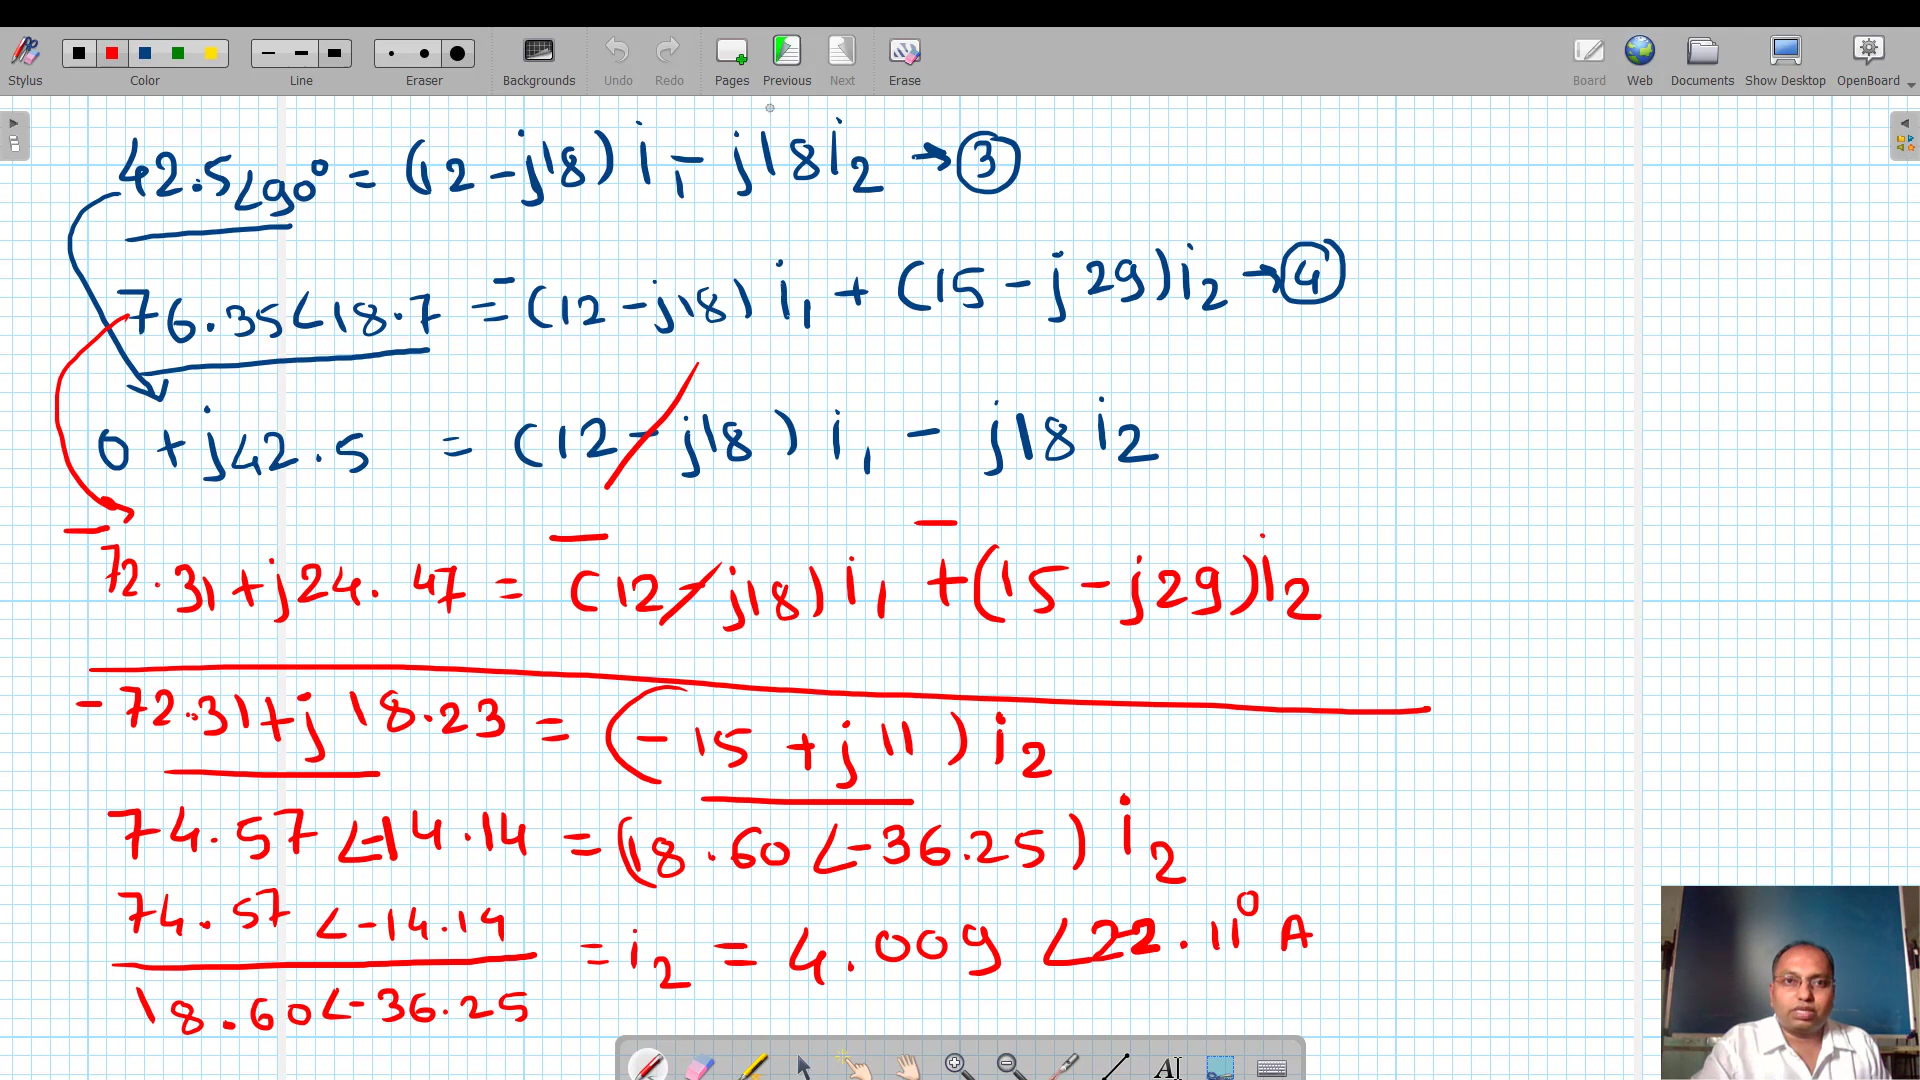 Stylus Color Line Eraser Backgrounds Undo Redo Pages Previous Next Erase Board Web Documents Show Desktop OpenBoard
42.5∠90° = (12 - j18) i₁ - j18i₂ → ③
76.35∠18.7 = -(12 - j18) i₁ + (15 - j29)i₂ → ④
0 + j42.5 = (12 - j18) i₁ - j18 i₂
72.31 + j24.47 = (12 - j18) i₁ + (15 - j29)i₂
-72.31 + j18.23 = (-15 + j11) i₂
74.57 ∠-14.14 = (18.60 ∠-36.25) i₂
74.57 ∠-14.14
= i₂ = 4.009 ∠22.11° A
18.60∠-36.25